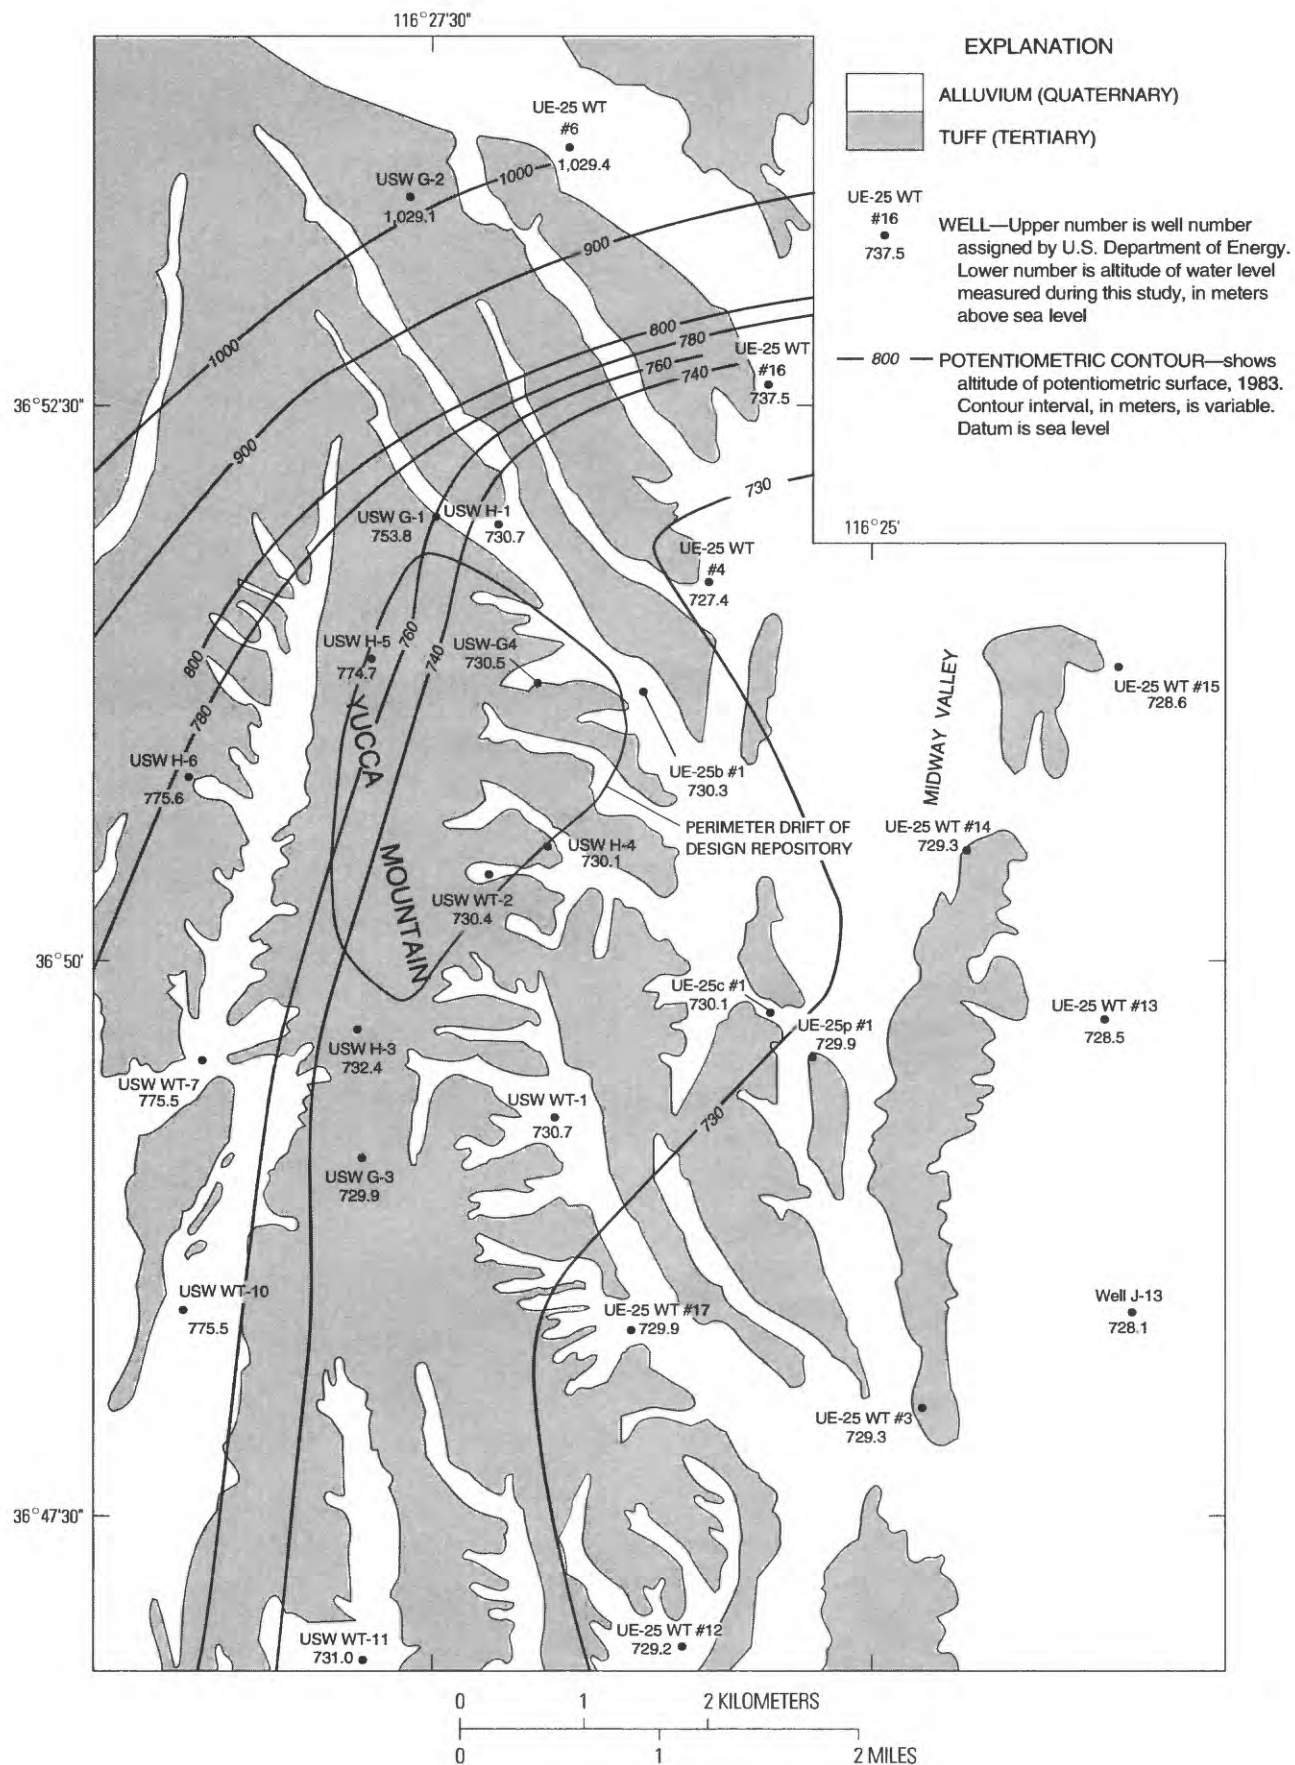 116°27'30"
EXPLANATION
ALLUVIUM (QUATERNARY)
TUFF (TERTIARY)
UE-25 WT
#16
737.5
WELL—Upper number is well number
assigned by U.S. Department of Energy.
Lower number is altitude of water level
measured during this study, in meters
above sea level
800
POTENTIOMETRIC CONTOUR—shows
altitude of potentiometric surface, 1983.
Contour interval, in meters, is variable.
Datum is sea level
UE-25 WT
#6
1,029.4
USW G-2
1,029.1
1000
900
800
780
760
740
UE-25 WT
#16
737.5
1000
36°52'30"
900
730
USW G-1
753.8
USW H-1
730.7
116°25'
UE-25 WT
#4
727.4
USW H-5
774.7
760
740
800
780
USW-G4
730.5
UE-25 WT #15
728.6
YUCCA
MOUNTAIN
MIDWAY VALLEY
USW H-6
775.6
UE-25b #1
730.3
PERIMETER DRIFT OF
DESIGN REPOSITORY
UE-25 WT #14
729.3
USW H-4
730.1
USW WT-2
730.4
36°50'
UE-25c #1
730.1
UE-25p #1
729.9
UE-25 WT #13
728.5
USW H-3
732.4
USW WT-7
775.5
USW WT-1
730.7
730
USW G-3
729.9
USW WT-10
775.5
UE-25 WT #17
729.9
Well J-13
728.1
UE-25 WT #3
729.3
36°47'30"
USW WT-11
731.0
UE-25 WT #12
729.2
0 1 2 KILOMETERS
0 1 2 MILES